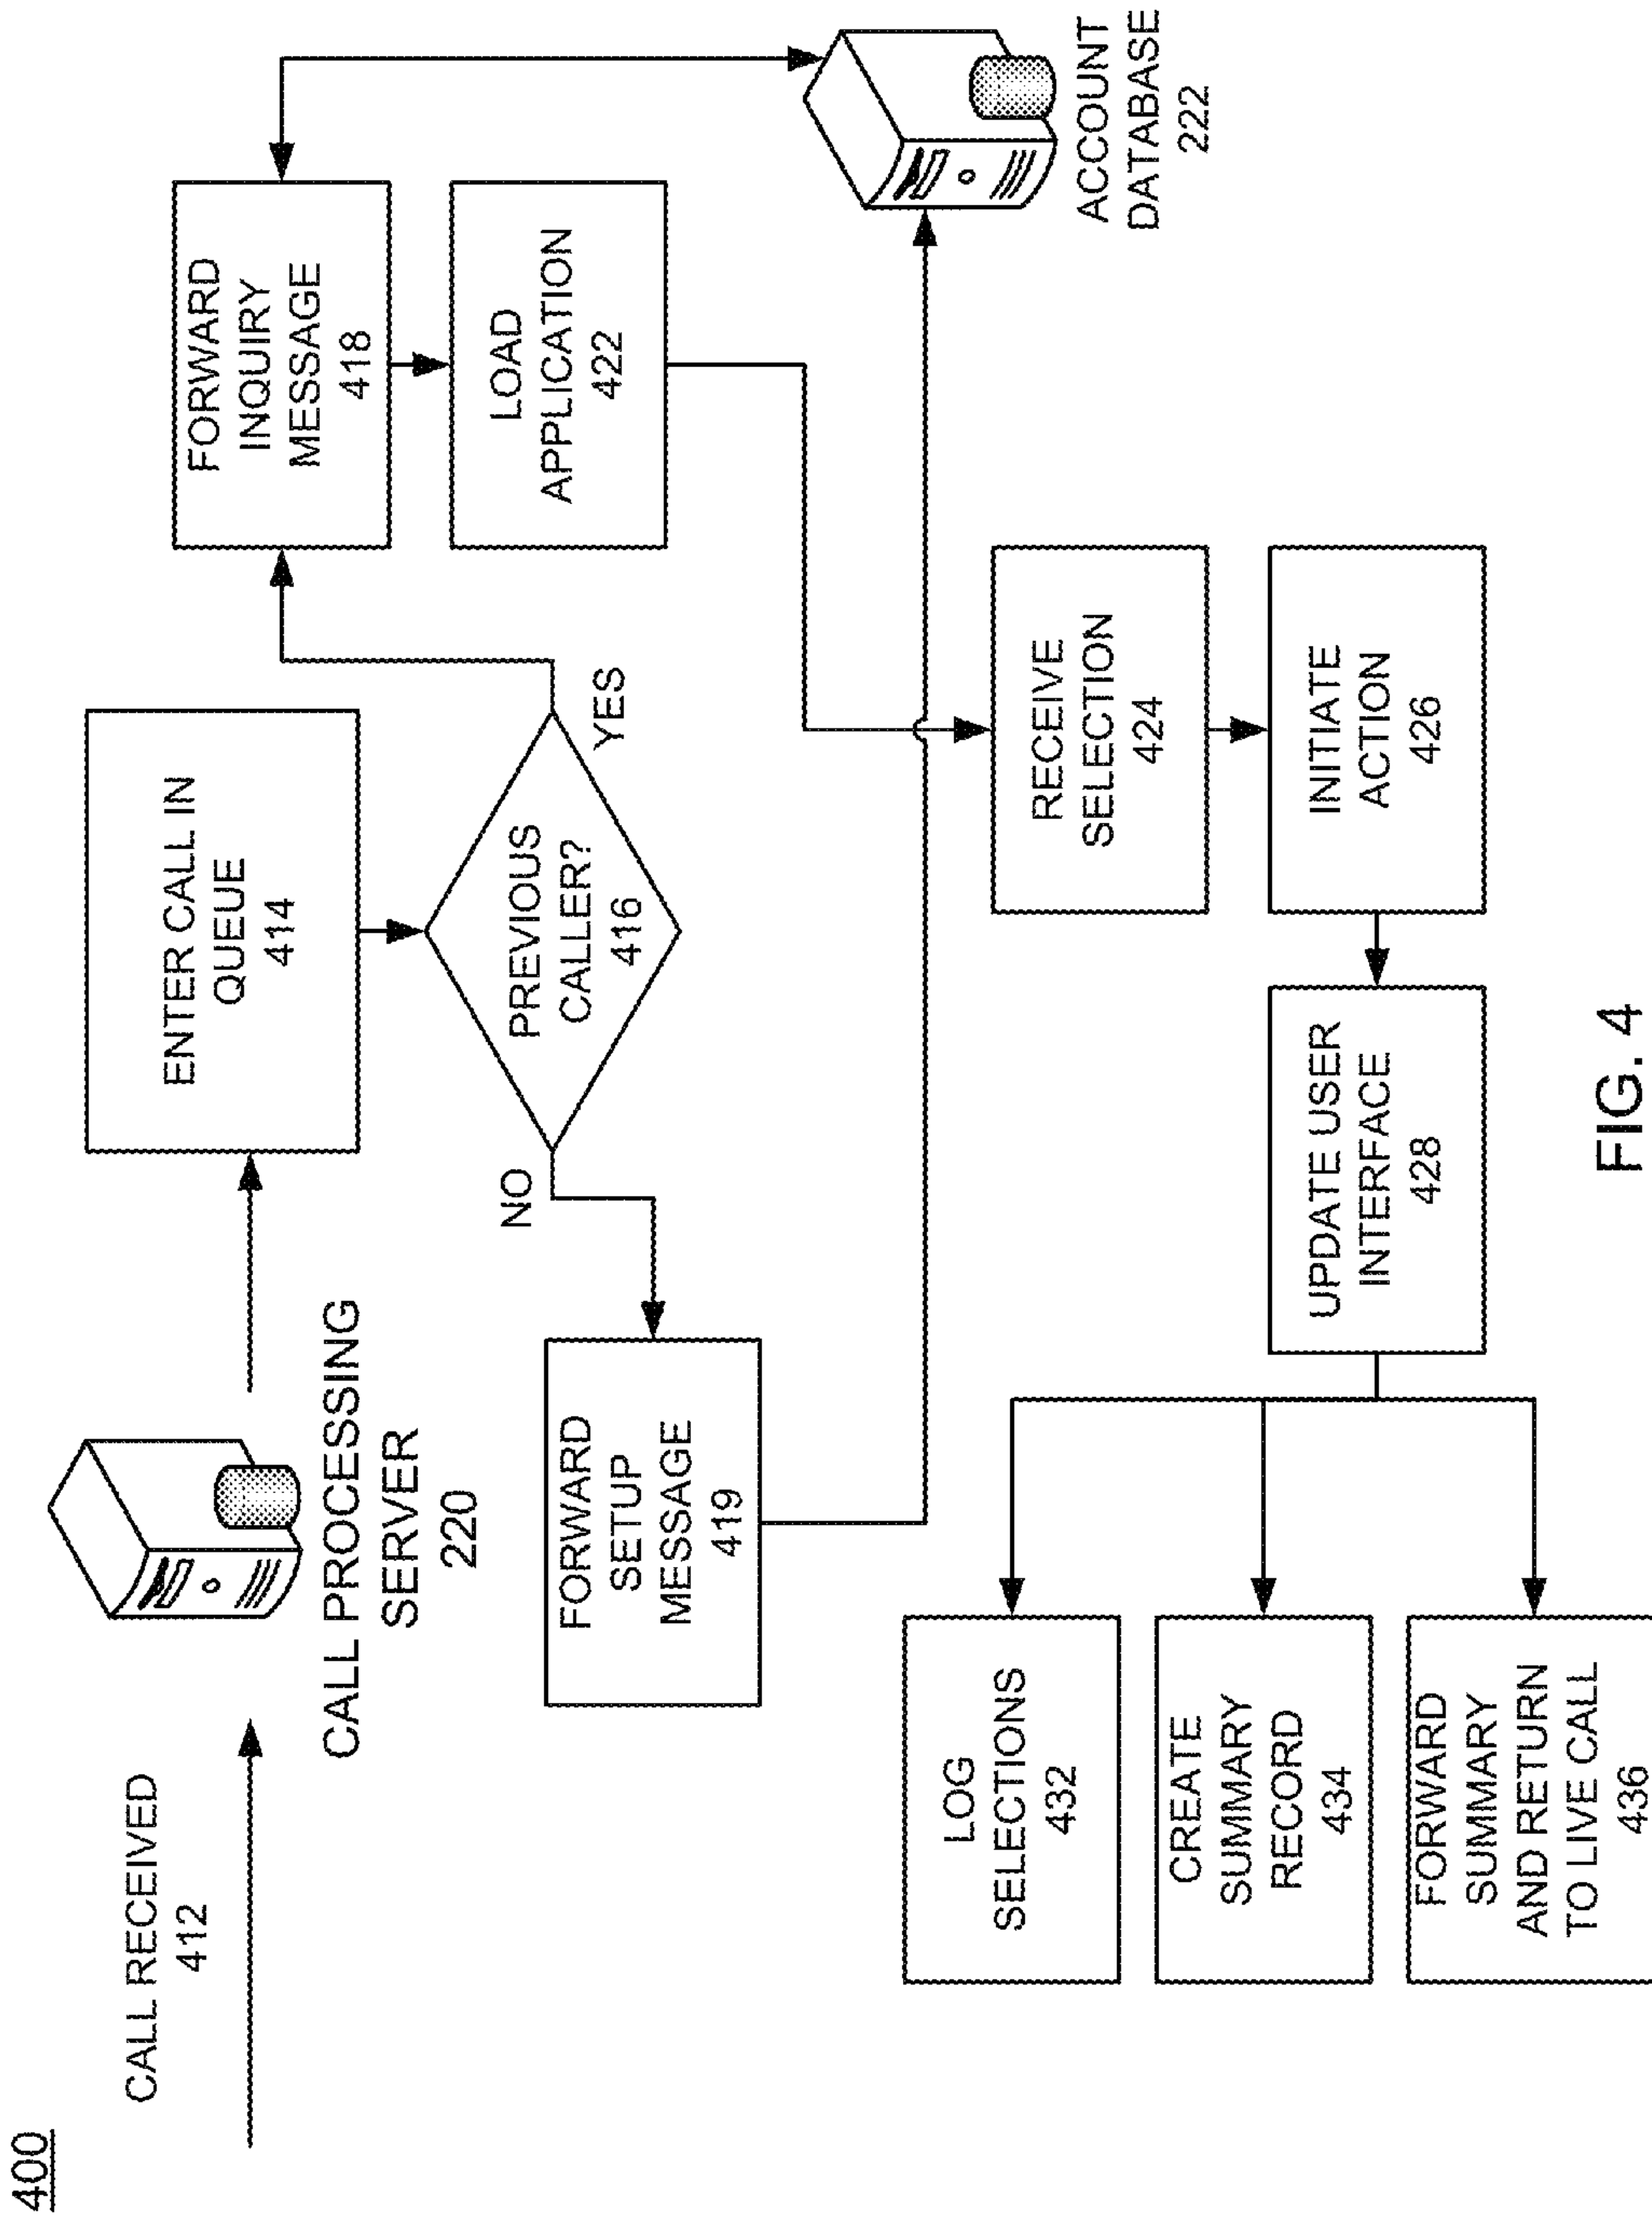 400
CALL RECEIVED
412
CALL PROCESSING
SERVER
220
ENTER CALL IN
QUEUE
414
PREVIOUS
CALLER?
416
YES
NO
FORWARD
INQUIRY
MESSAGE
418
LOAD
APPLICATION
422
FORWARD
SETUP
MESSAGE
419
ACCOUNT
DATABASE
222
RECEIVE
SELECTION
424
INITIATE
ACTION
426
UPDATE USER
INTERFACE
428
LOG
SELECTIONS
432
CREATE
SUMMARY
RECORD
434
FORWARD
SUMMARY
AND RETURN
TO LIVE CALL
436
FIG. 4